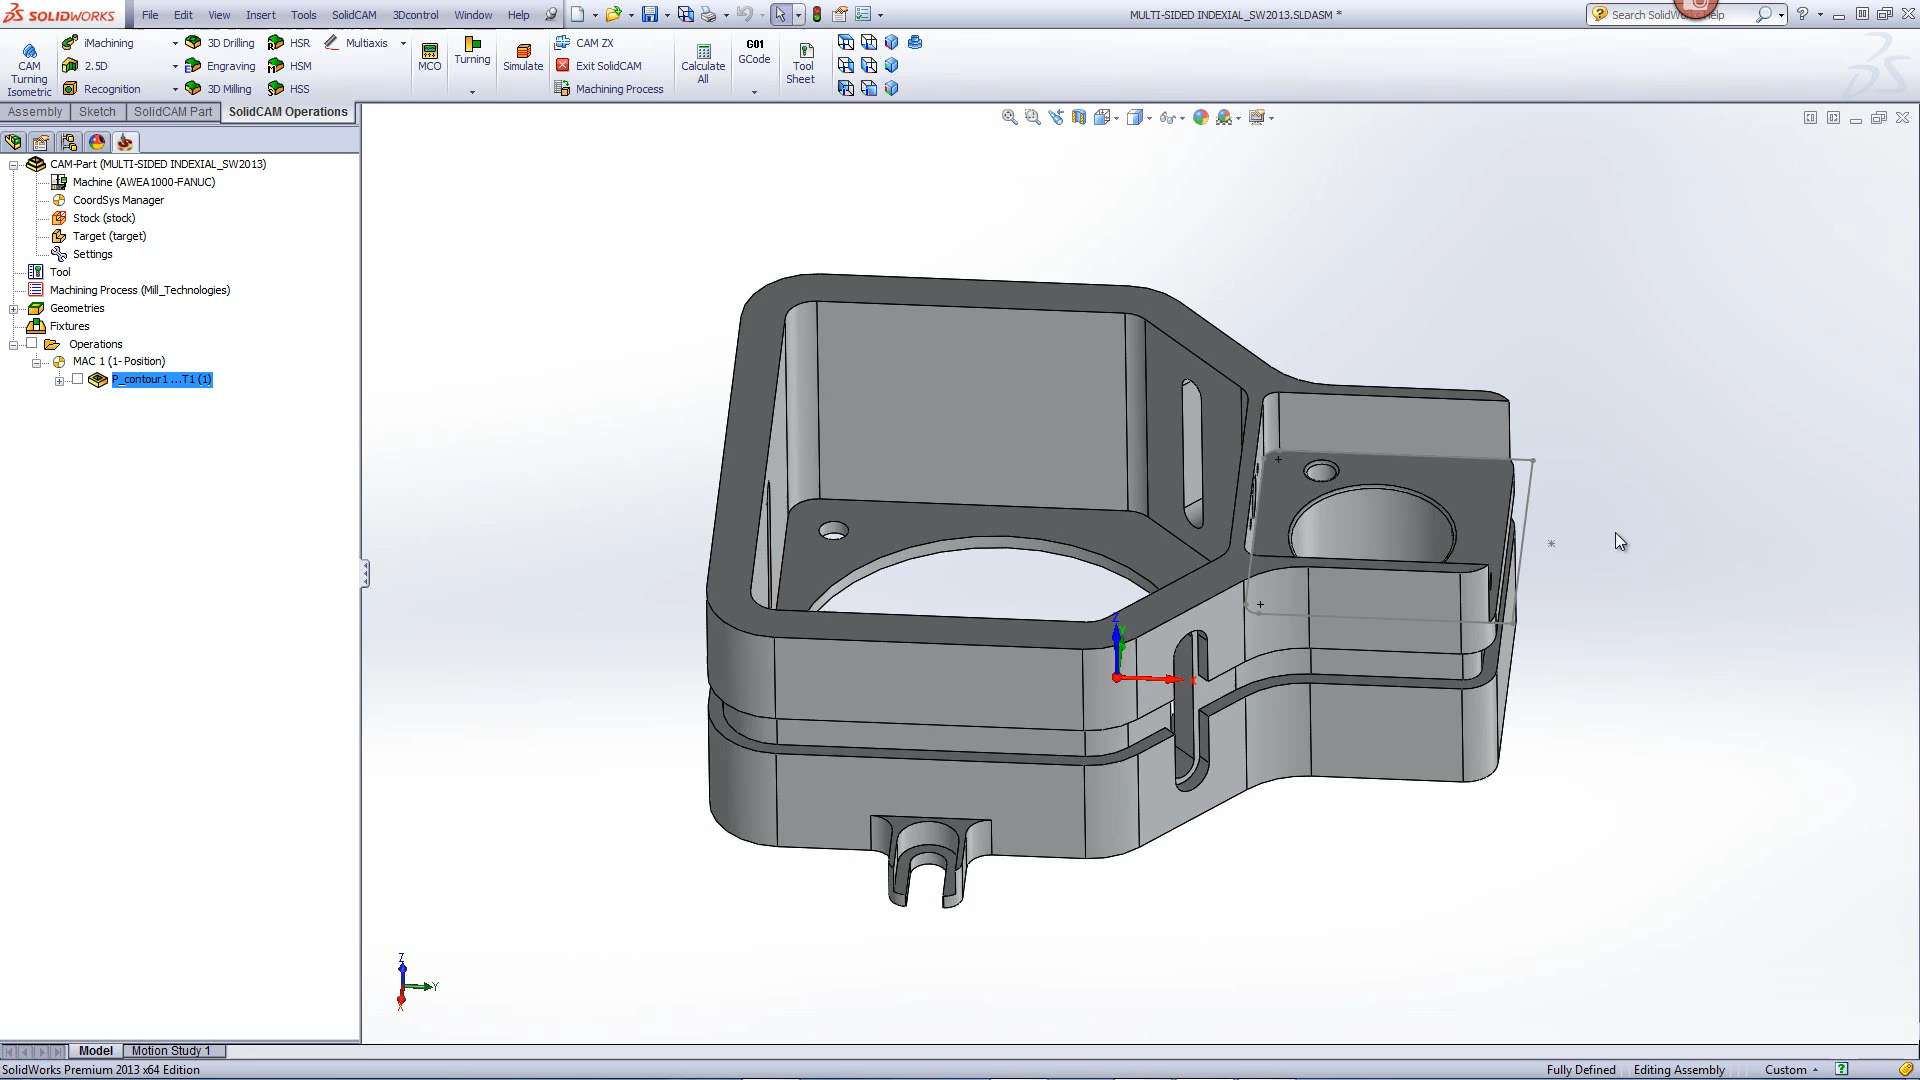 SOLIDWORKS File Edit View Insert Tools SolidCAM 3Dcontrol Window Help MULTI-SIDED INDEXIAL_SW2013.SLDASM * Search SolidWorks Help
iMachining 3D Drilling HSR Multiaxis CAM ZX
CAM Turning Isometric 2.5D Engraving HSM MCO Turning Simulate Exit SolidCAM Calculate All G01 GCode Tool Sheet
Recognition 3D Milling HSS Machining Process
Assembly Sketch SolidCAM Part SolidCAM Operations
CAM-Part (MULTI-SIDED INDEXIAL_SW2013)
Machine (AWEA1000-FANUC)
CoordSys Manager
Stock (stock)
Target (target)
Settings
Tool
Machining Process (Mill_Technologies)
Geometries
Fixtures
Operations
MAC 1 (1- Position)
P_contour1 ...T1 (1)
Z
Y
X
Z
Y
X
Model Motion Study 1
SolidWorks Premium 2013 x64 Edition Fully Defined Editing Assembly Custom